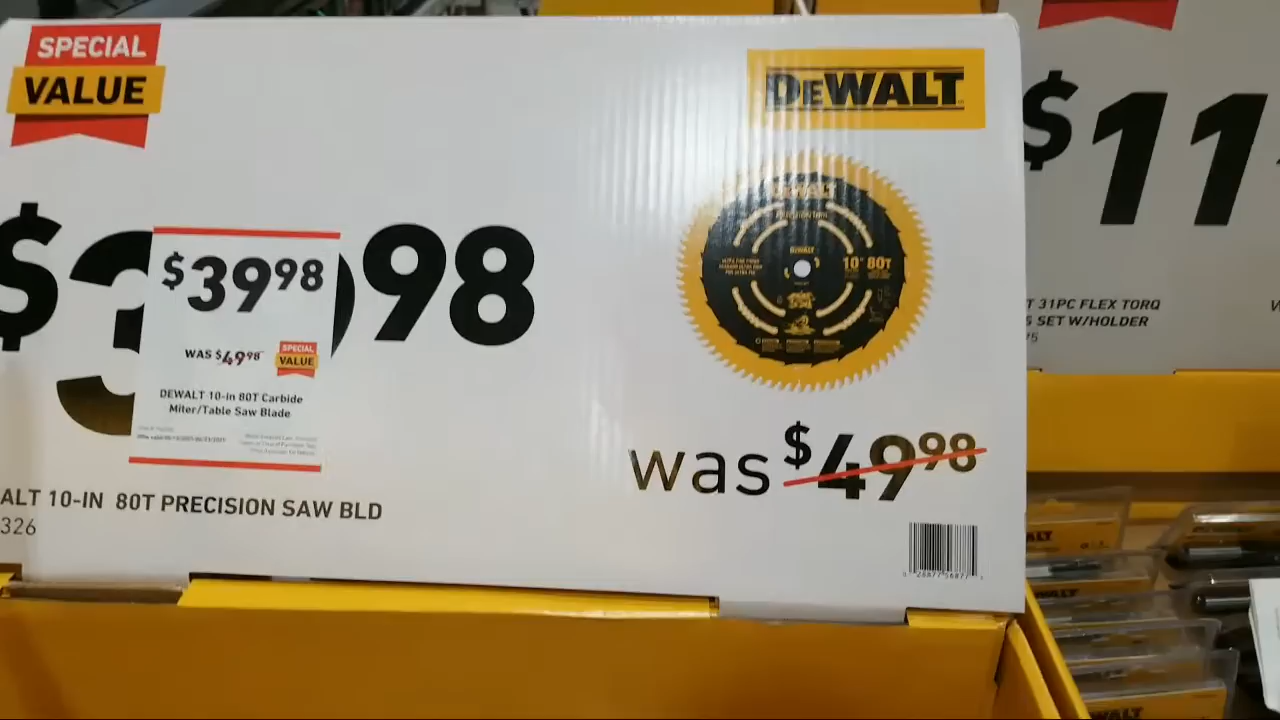 SPECIAL
VALUE
DEWALT
$3 98
$39 98
WAS $49 98
SPECIAL
VALUE
DEWALT 10-in 80T Carbide
Miter/Table Saw Blade
DEWALT
DEWALT
10" 80T
was $49 98
ALT 10-IN 80T PRECISION SAW BLD
326
$11
T 31PC FLEX TORQ
SET W/HOLDER